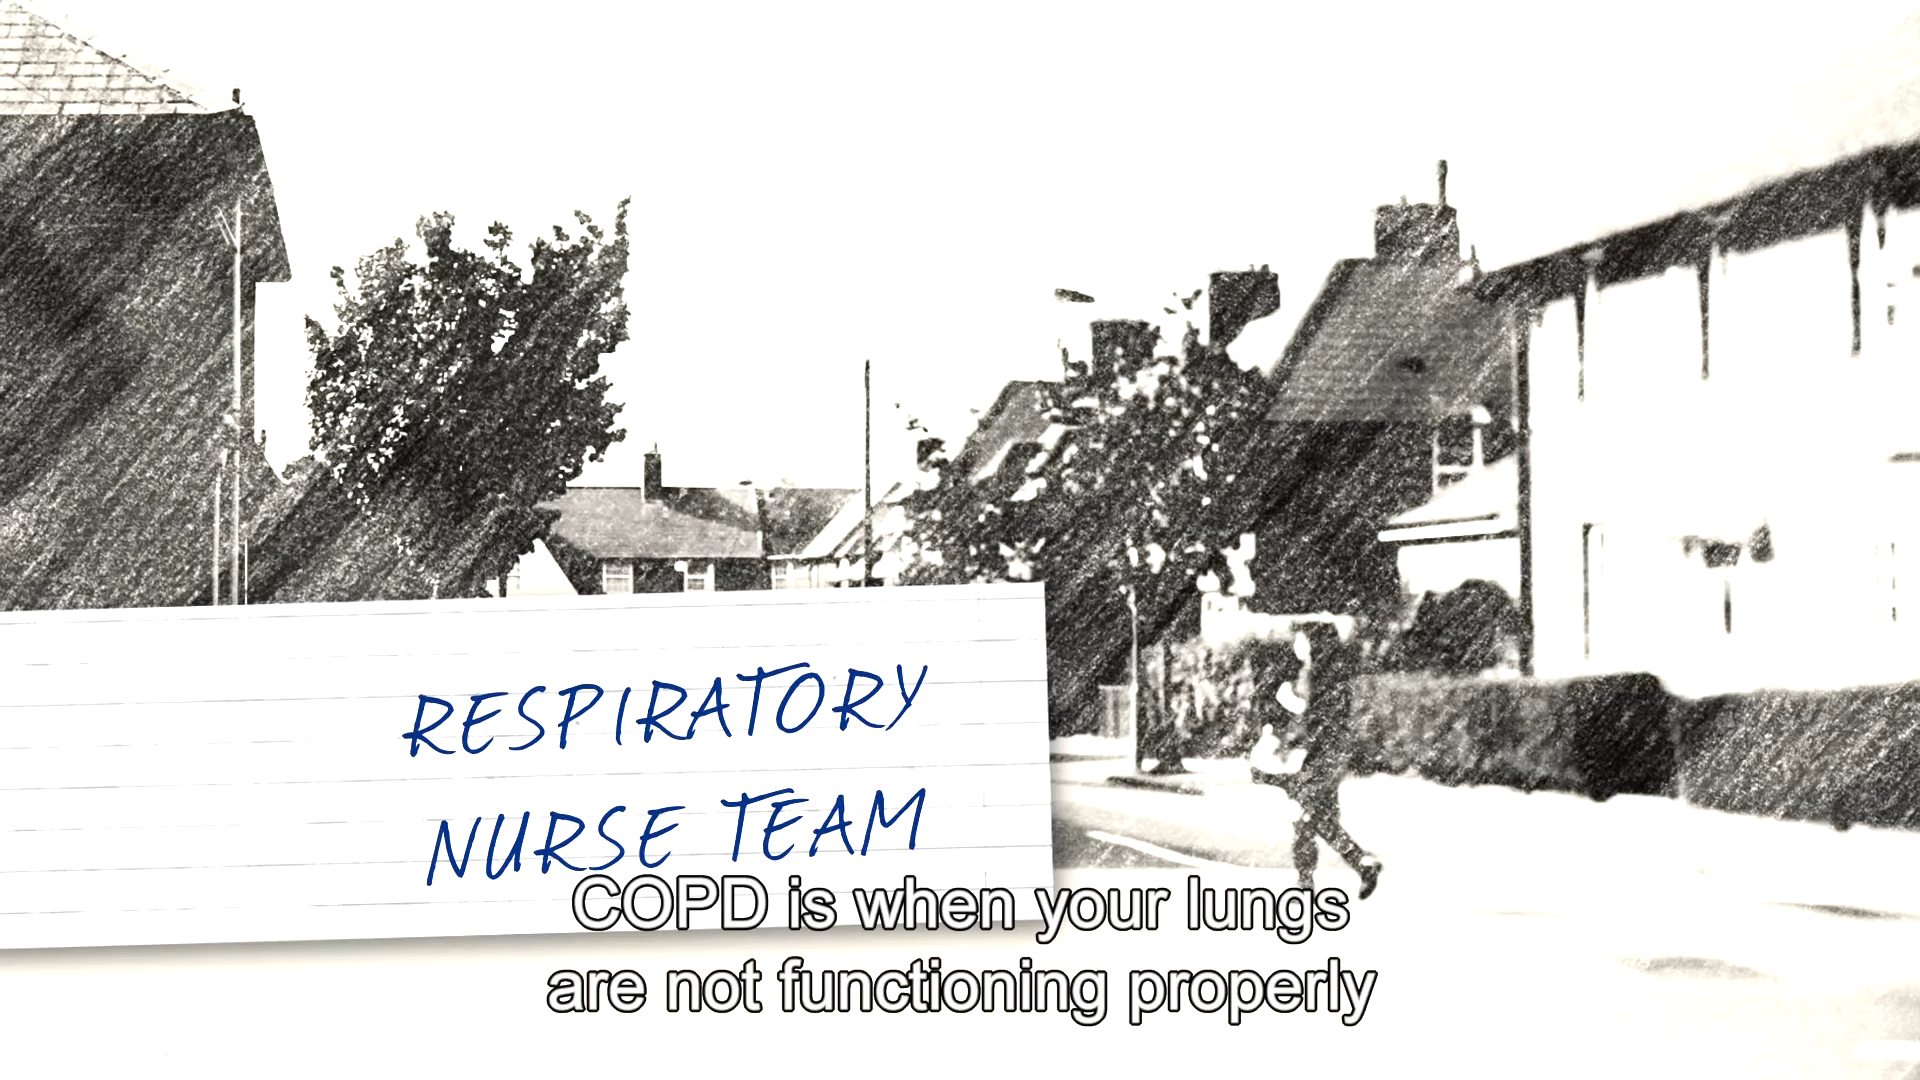 RESPIRATORY
NURSE TEAM
COPD is when your lungs
are not functioning properly